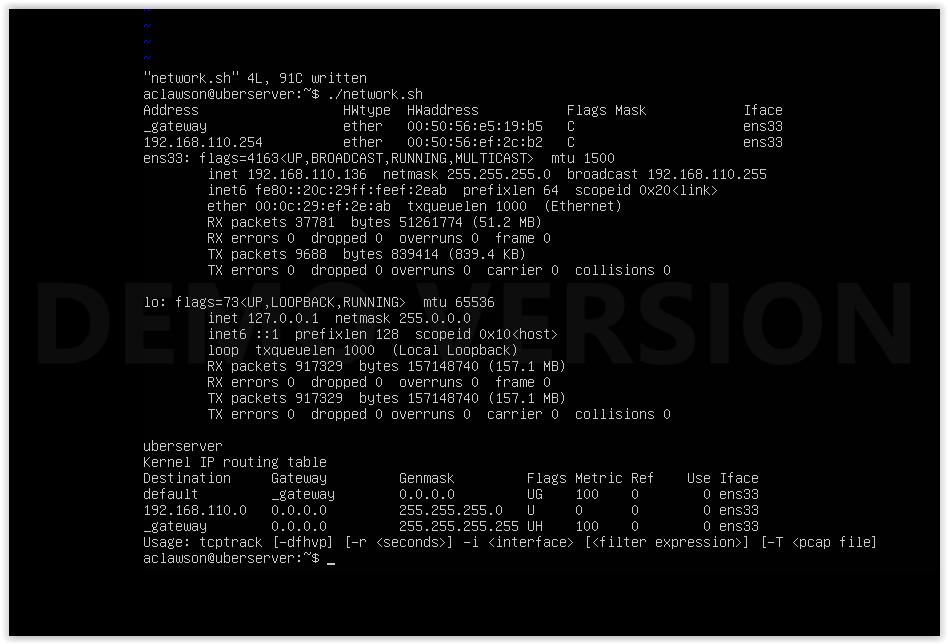 ~
~
~
~
"network.sh" 4L, 91C written
aclawson@uberserver:~$ ./network.sh
Address HWtype HWaddress Flags Mask Iface
_gateway ether 00:50:56:e5:19:b5 C ens33
192.168.110.254 ether 00:50:56:ef:2c:b2 C ens33
ens33: flags=4163<UP,BROADCAST,RUNNING,MULTICAST> mtu 1500
inet 192.168.110.136 netmask 255.255.255.0 broadcast 192.168.110.255
inet6 fe80::20c:29ff:feef:2eab prefixlen 64 scopeid 0x20<link>
ether 00:0c:29:ef:2e:ab txqueuelen 1000 (Ethernet)
RX packets 37781 bytes 51261774 (51.2 MB)
RX errors 0 dropped 0 overruns 0 frame 0
TX packets 9688 bytes 839414 (839.4 KB)
TX errors 0 dropped 0 overruns 0 carrier 0 collisions 0
lo: flags=73<UP,LOOPBACK,RUNNING> mtu 65536
inet 127.0.0.1 netmask 255.0.0.0
inet6 ::1 prefixlen 128 scopeid 0x10<host>
loop txqueuelen 1000 (Local Loopback)
RX packets 917329 bytes 157148740 (157.1 MB)
RX errors 0 dropped 0 overruns 0 frame 0
TX packets 917329 bytes 157148740 (157.1 MB)
TX errors 0 dropped 0 overruns 0 carrier 0 collisions 0
uberserver
Kernel IP routing table
Destination Gateway Genmask Flags Metric Ref Use Iface
default _gateway 0.0.0.0 UG 100 0 0 ens33
192.168.110.0 0.0.0.0 255.255.255.0 U 0 0 0 ens33
_gateway 0.0.0.0 255.255.255.255 UH 100 0 0 ens33
Usage: tcptrack [-dfhvp] [-r <seconds>] -i <interface> [<filter expression>] [-T <pcap file]
aclawson@uberserver:~$ _
DEMO VERSION